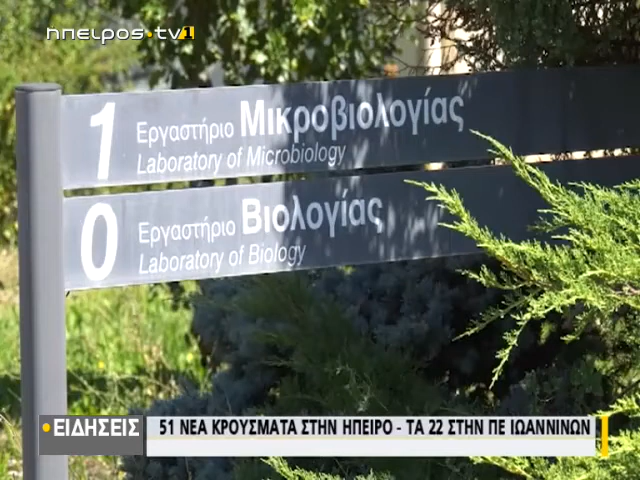 ηπειρος·tv1
1 Εργαστήριο Μικροβιολογίας
Laboratory of Microbiology
0 Εργαστήριο Βιολογίας
Laboratory of Biology
ΕΙΔΗΣΕΙΣ
51 ΝΕΑ ΚΡΟΥΣΜΑΤΑ ΣΤΗΝ ΗΠΕΙΡΟ - ΤΑ 22 ΣΤΗΝ ΠΕ ΙΩΑΝΝΙΝΩΝ